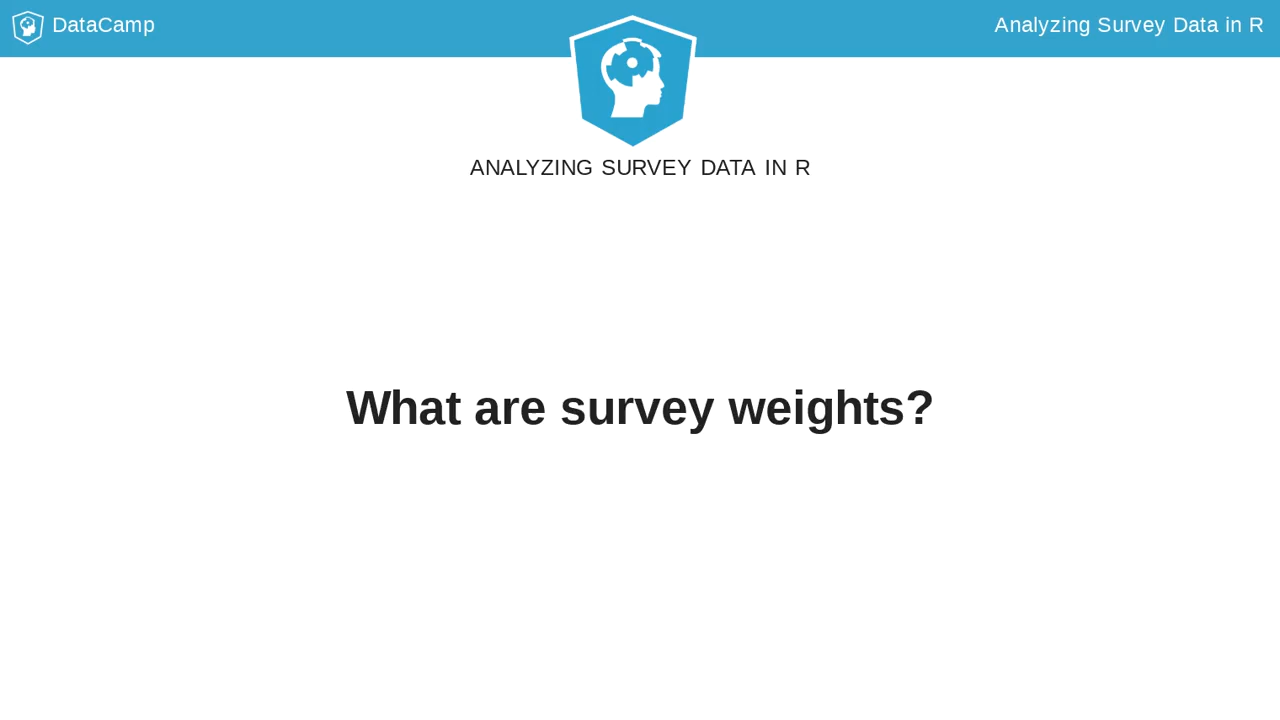 DataCamp
Analyzing Survey Data in R
ANALYZING SURVEY DATA IN R
What are survey weights?